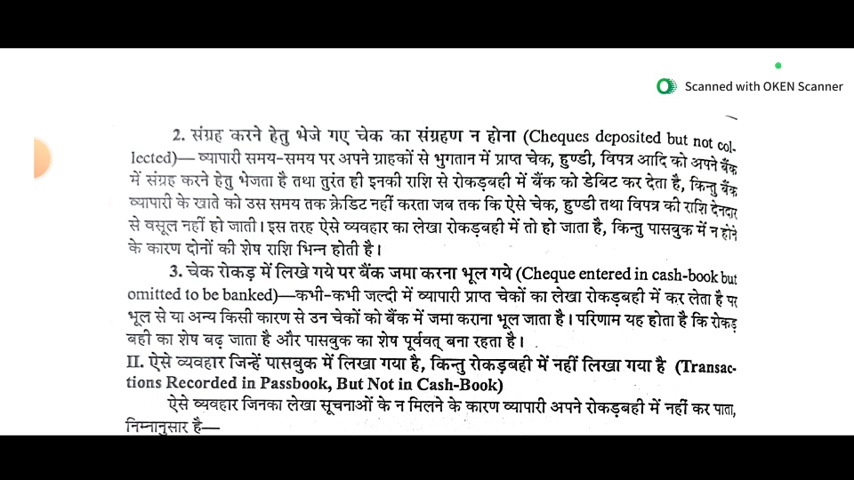 Scanned with OKEN Scanner
2. संग्रह करने हेतु भेजे गए चेक का संग्रहण न होना (Cheques deposited but not col-
lected)— व्यापारी समय-समय पर अपने ग्राहकों से भुगतान में प्राप्त चेक, हुण्डी, विपत्र आदि को अपने बैंक
में संग्रह करने हेतु भेजता है तथा तुरंत ही इनकी राशि से रोकड़बही में बैंक को डेबिट कर देता है, किन्तु बैंक
व्यापारी के खाते को उस समय तक क्रेडिट नहीं करता जब तक कि ऐसे चेक, हुण्डी तथा विपत्र की राशि देनदार
से वसूल नहीं हो जाती। इस तरह ऐसे व्यवहार का लेखा रोकड़बही में तो हो जाता है, किन्तु पासबुक में न होने
के कारण दोनों की शेष राशि भिन्न होती है।
3. चेक रोकड़ में लिखे गये पर बैंक जमा करना भूल गये (Cheque entered in cash-book but
omitted to be banked)—कभी-कभी जल्दी में व्यापारी प्राप्त चेकों का लेखा रोकड़बही में कर लेता है पर
भूल से या अन्य किसी कारण से उन चेकों को बैंक में जमा कराना भूल जाता है। परिणाम यह होता है कि रोकड़
बही का शेष बढ़ जाता है और पासबुक का शेष पूर्ववत् बना रहता है।
II. ऐसे व्यवहार जिन्हें पासबुक में लिखा गया है, किन्तु रोकड़बही में नहीं लिखा गया है (Transac-
tions Recorded in Passbook, But Not in Cash-Book)
ऐसे व्यवहार जिनका लेखा सूचनाओं के न मिलने के कारण व्यापारी अपने रोकड़बही में नहीं कर पाता,
निम्नानुसार है—